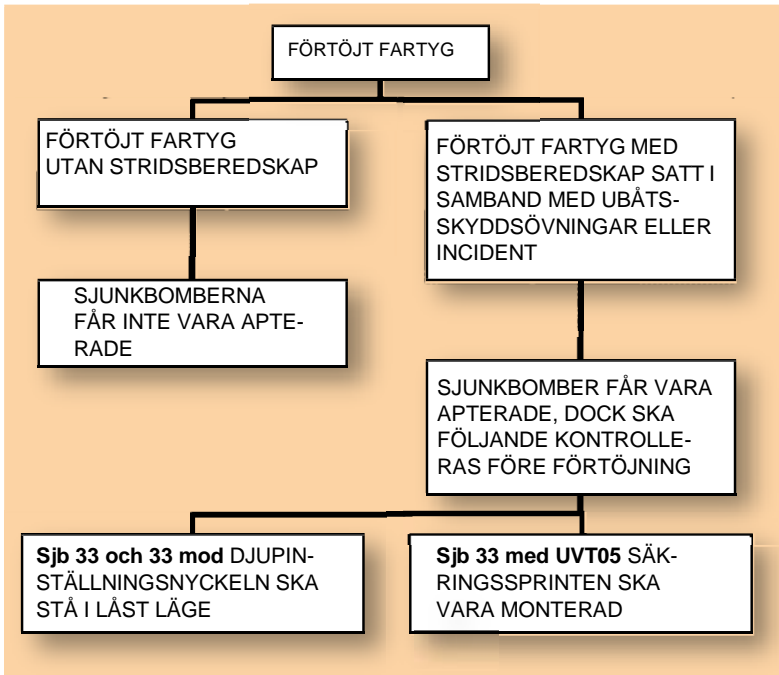 FÖRTÖJT FARTYG
FÖRTÖJT FARTYG
UTAN STRIDSBEREDSKAP
FÖRTÖJT FARTYG MED
STRIDSBEREDSKAP SATT I
SAMBAND MED UBÅTS-
SKYDDSÖVNINGAR ELLER
INCIDENT
SJUNKBOMBERNA
FÅR INTE VARA APTE-
RADE
SJUNKBOMBER FÅR VARA
APTERADE, DOCK SKA
FÖLJANDE KONTROLLE-
RAS FÖRE FÖRTÖJNING
Sjb 33 och 33 mod DJUPIN-
STÄLLNINGSNYCKELN SKA
STÅ I LÅST LÄGE
Sjb 33 med UVT05 SÄK-
RINGSSPRINTEN SKA
VARA MONTERAD